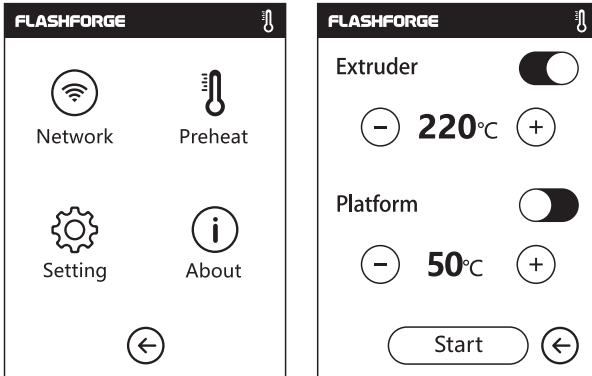 FLASHFORGE
Network Preheat
Setting About
FLASHFORGE
Extruder
- 220°C +
Platform
- 50°C +
Start